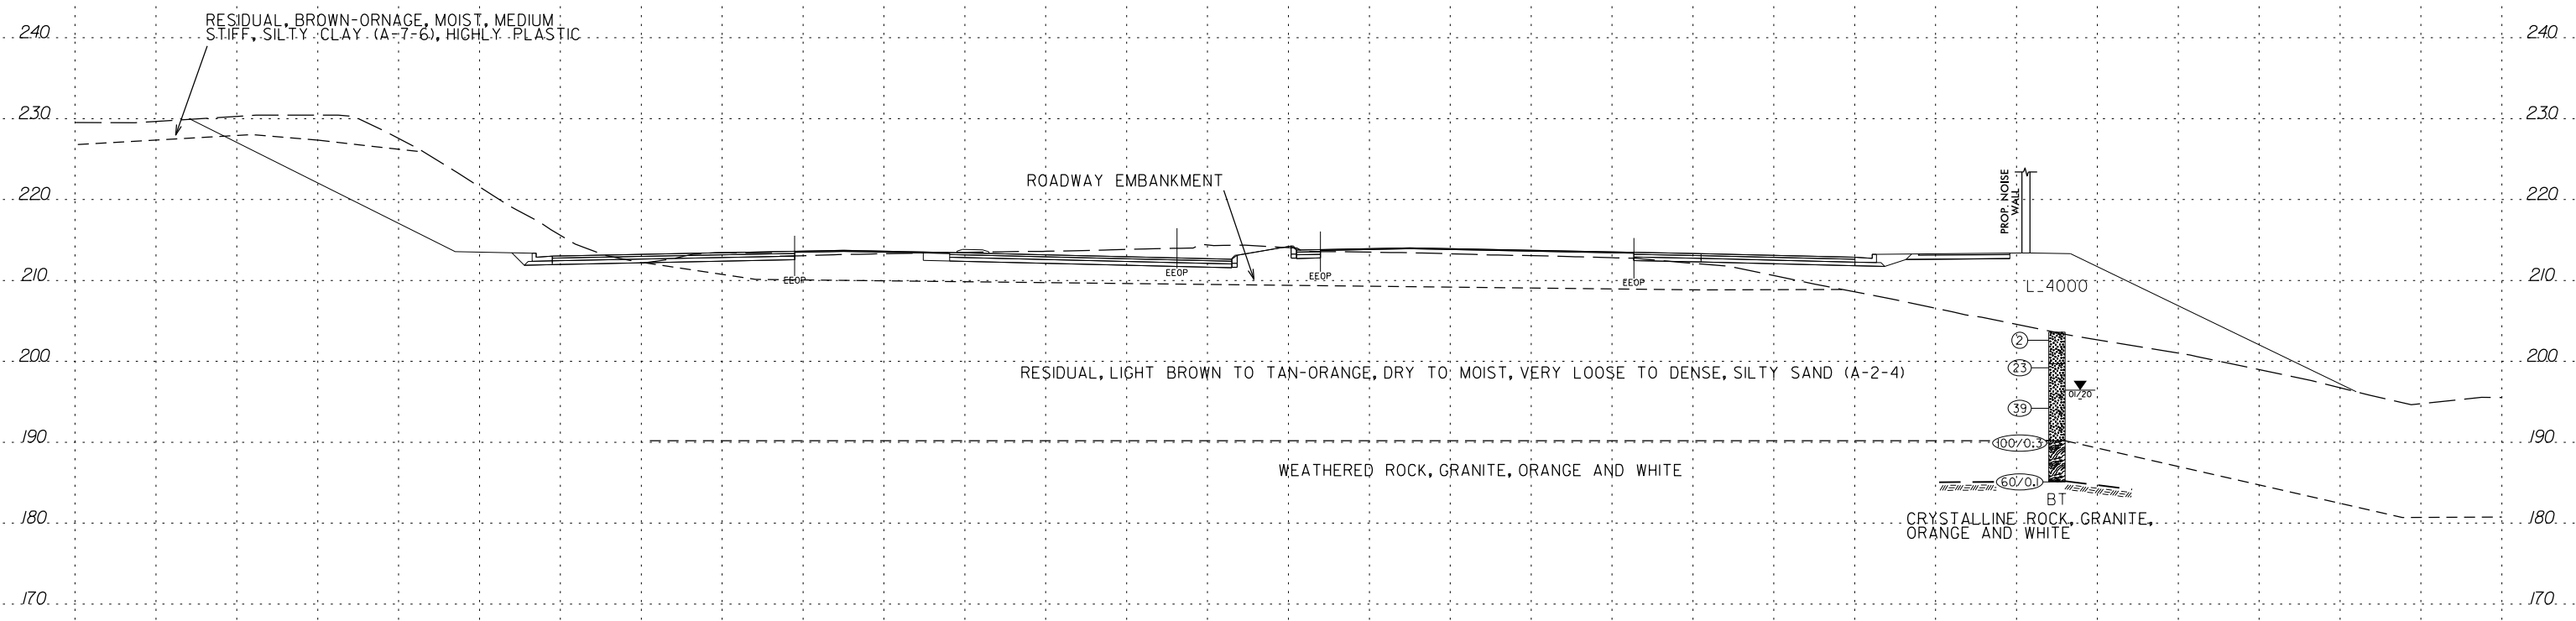 RESIDUAL, BROWN-ORNAGE, MOIST, MEDIUM
STIFF, SILTY CLAY (A-7-6), HIGHLY PLASTIC
240 240
230 230
ROADWAY EMBANKMENT
PROP. NOISE
WALL
220 220
EEOP EEOP EEOP EEOP
210 210
L_4000
2
200 200
RESIDUAL, LIGHT BROWN TO TAN-ORANGE, DRY TO MOIST, VERY LOOSE TO DENSE, SILTY SAND (A-2-4)
23
01/20
39
190 190
100/0.3
WEATHERED ROCK, GRANITE, ORANGE AND WHITE
60/0.1
BT
180 180
CRYSTALLINE ROCK, GRANITE,
ORANGE AND WHITE
170 170